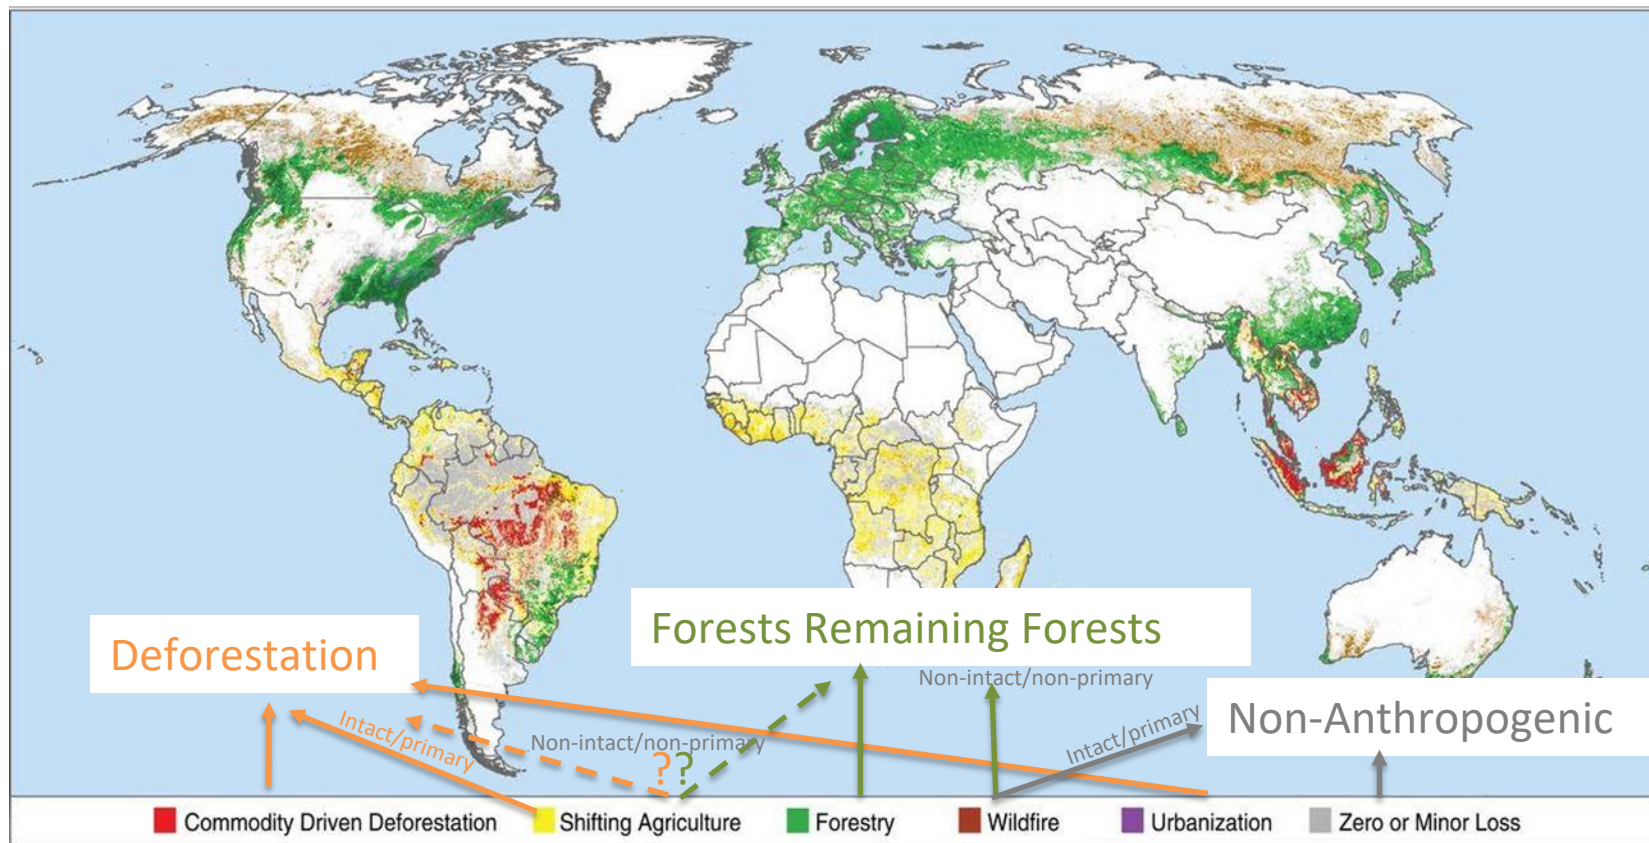 Forests Remaining Forests
Deforestation
Non-intact/non-primary
Non-Anthropogenic
Intact/primary
Non-intact/non-primary
Intact/primary
??
Commodity Driven Deforestation
Shifting Agriculture
Forestry
Wildfire
Urbanization
Zero or Minor Loss